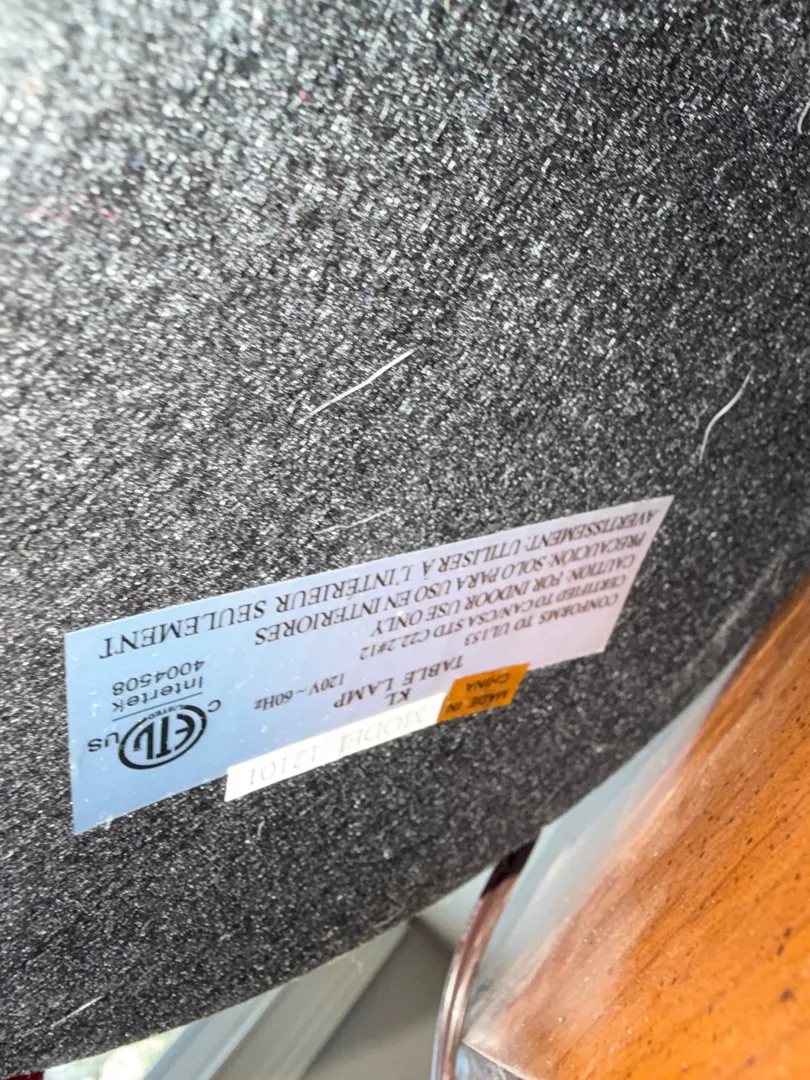 MADE IN
CHINA
MODEL:12101
KL
TABLE LAMP
120V~60Hz
CONFORMS TO UL153
CERTIFIED TO CAN/CSA STD C22.2#12
CAUTION: FOR INDOOR USE ONLY
PRECAUCION: SOLO PARA USO EN INTERIORES
AVERTISSEMENT: UTILISER À L'INTÉRIEUR SEULEMENT
C ETL US
LISTED
Intertek
4004508